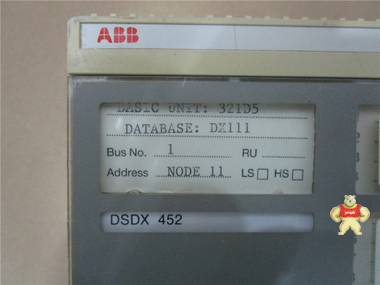 ABB
BASIC UNIT: 321D5
DATABASE: DX111
Bus No. 1 RU
Address NODE 11 LS HS
DSDX 452